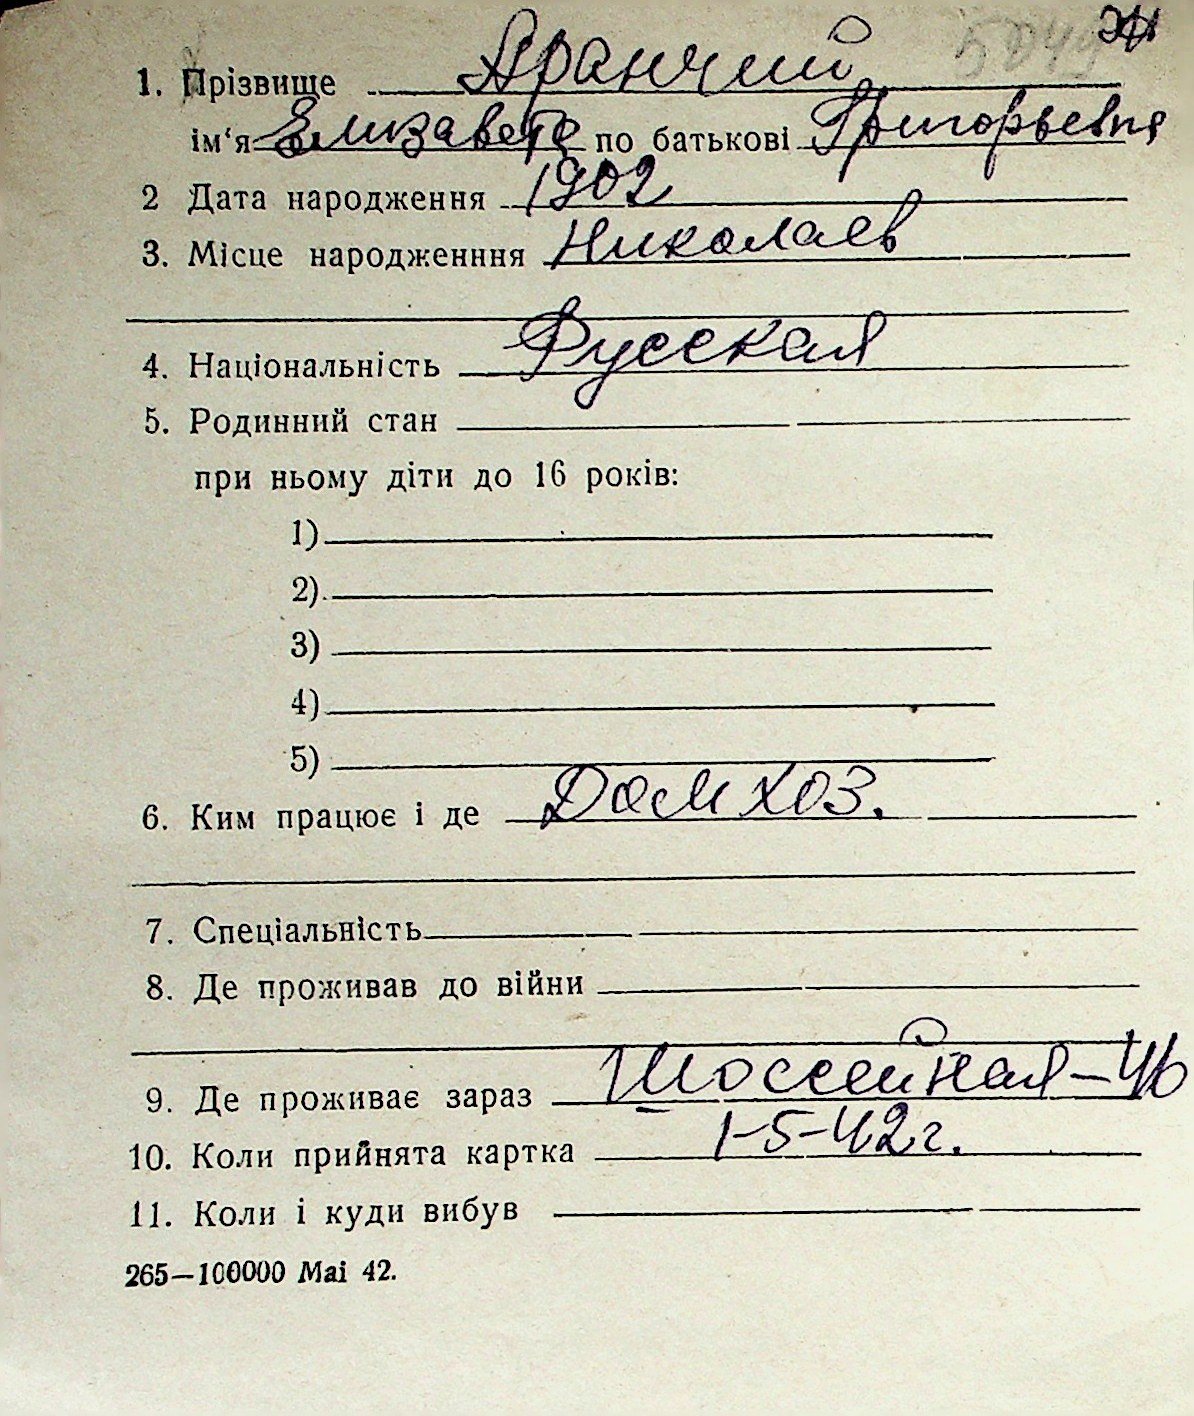 5049
1. Прізвище Аранчий
ім'я Елизавета по батькові Григорьевна
2 Дата народження 1902
3. Місце народженння Николаев
4. Національність Русская
5. Родинний стан
при ньому діти до 16 років:
1)
2)
3)
4)
5)
6. Ким працює і де Домхоз.
7. Спеціальність
8. Де проживав до війни
9. Де проживає зараз Шоссейная-46
10. Коли прийнята картка 1-5-42г.
11. Коли і куди вибув
265—100000 Mai 42.